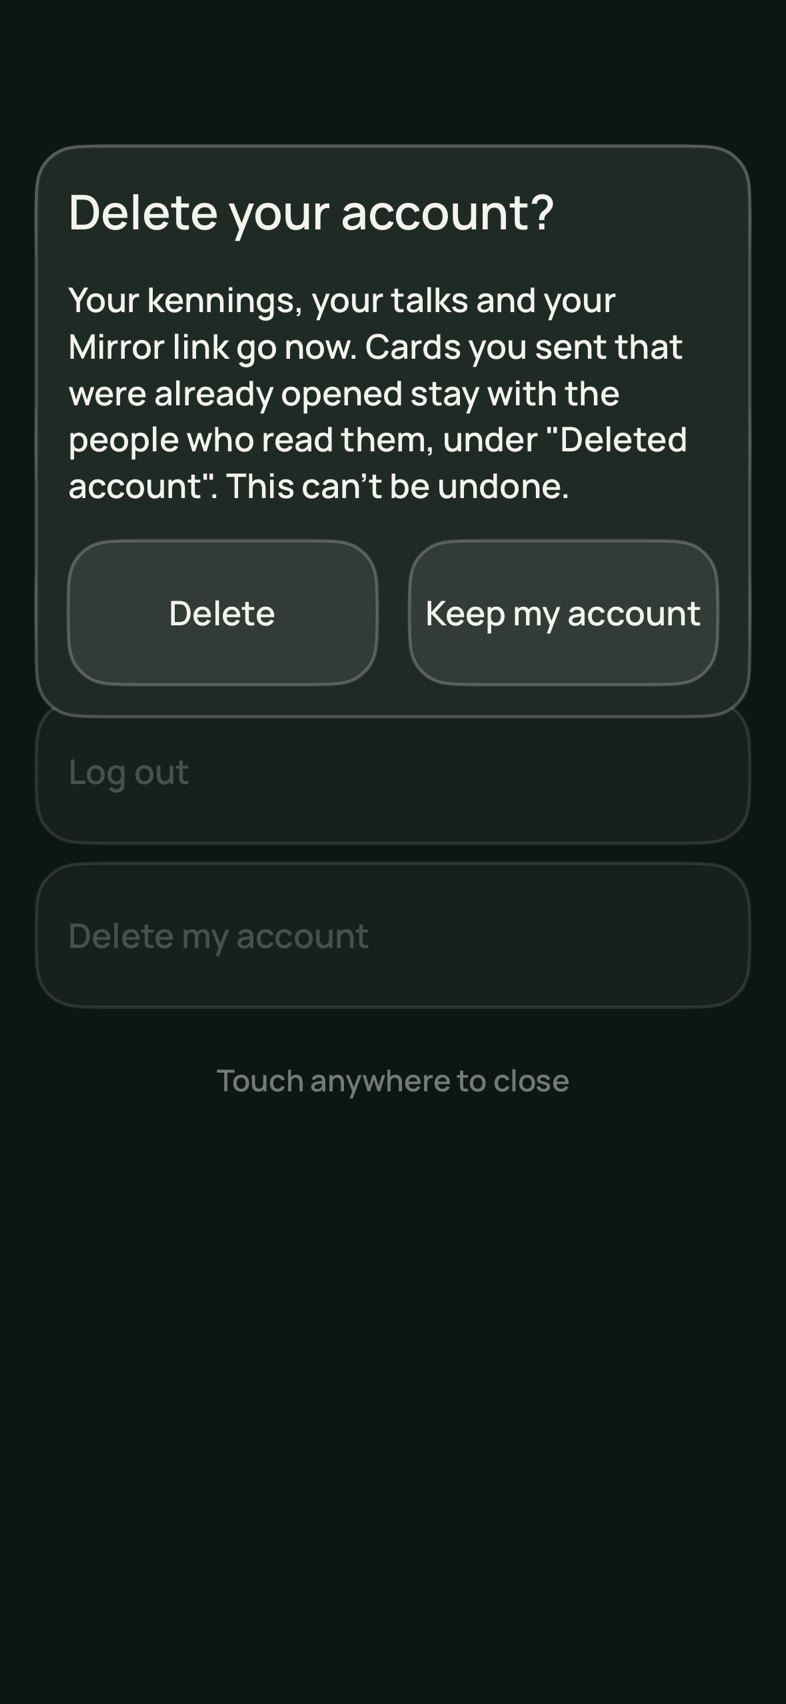 Delete your account?
Your kennings, your talks and your
Mirror link go now. Cards you sent that
were already opened stay with the
people who read them, under "Deleted
account". This can’t be undone.
Delete
Keep my account
Log out
Delete my account
Touch anywhere to close